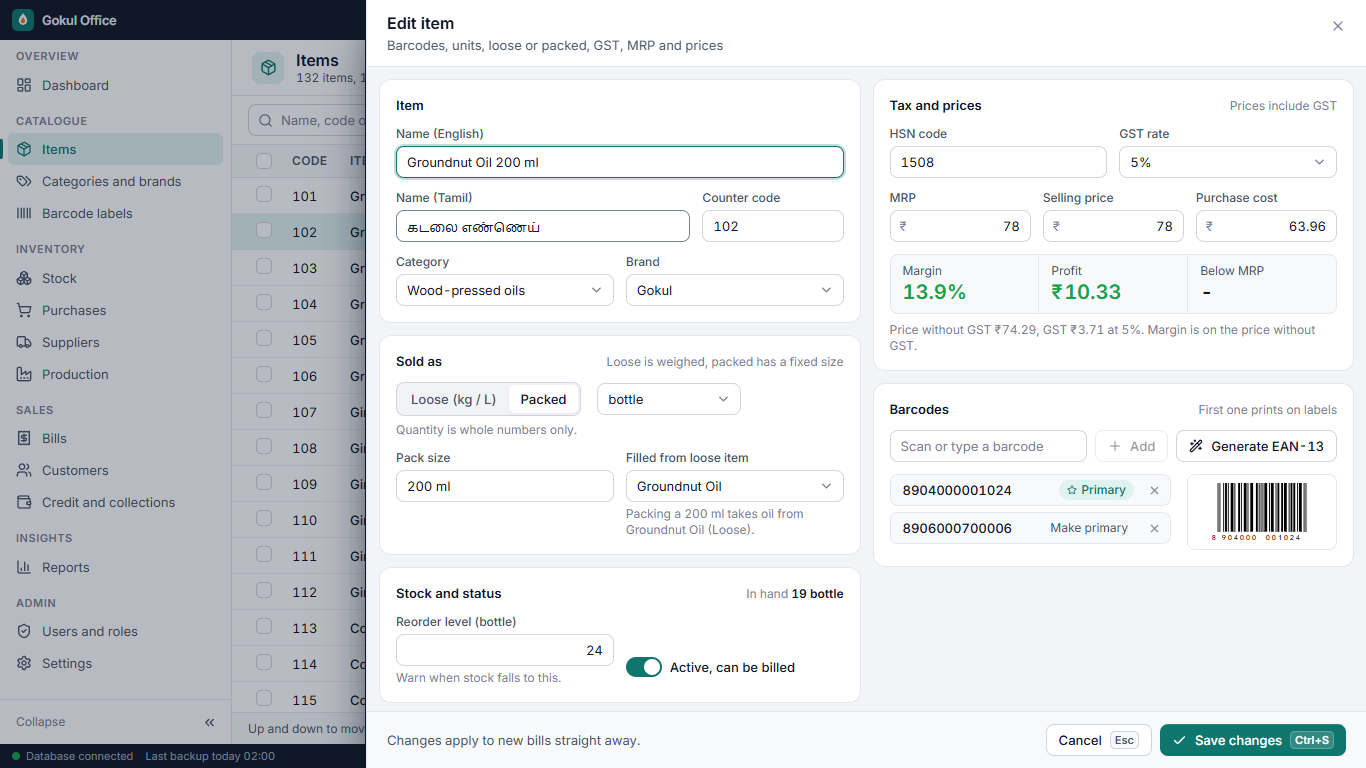 Gokul Office
OVERVIEW
Dashboard
CATALOGUE
Items
Categories and brands
Barcode labels
INVENTORY
Stock
Purchases
Suppliers
Production
SALES
Bills
Customers
Credit and collections
INSIGHTS
Reports
ADMIN
Users and roles
Settings
Collapse
Database connected Last backup today 02:00
Items
132 items, 1
Name, code o
CODE
101
102
103
104
105
106
107
108
109
110
111
112
113
114
115
Up and down to mov
Edit item
Barcodes, units, loose or packed, GST, MRP and prices
Item
Name (English)
Groundnut Oil 200 ml
Name (Tamil) Counter code
கடலை எண்ணெய் 102
Category Brand
Wood-pressed oils Gokul
Sold as Loose is weighed, packed has a fixed size
Loose (kg / L) Packed bottle
Quantity is whole numbers only.
Pack size Filled from loose item
200 ml Groundnut Oil
Packing a 200 ml takes oil from
Groundnut Oil (Loose).
Stock and status In hand 19 bottle
Reorder level (bottle)
24
Active, can be billed
Warn when stock falls to this.
Tax and prices Prices include GST
HSN code GST rate
1508 5%
MRP Selling price Purchase cost
₹ 78 ₹ 78 ₹ 63.96
Margin Profit Below MRP
13.9% ₹10.33 -
Price without GST ₹74.29, GST ₹3.71 at 5%. Margin is on the price without
GST.
Barcodes First one prints on labels
Scan or type a barcode Add Generate EAN-13
8904000001024 Primary
8906000700006 Make primary
8 904000 001024
Changes apply to new bills straight away.
Cancel Esc Save changes Ctrl+S